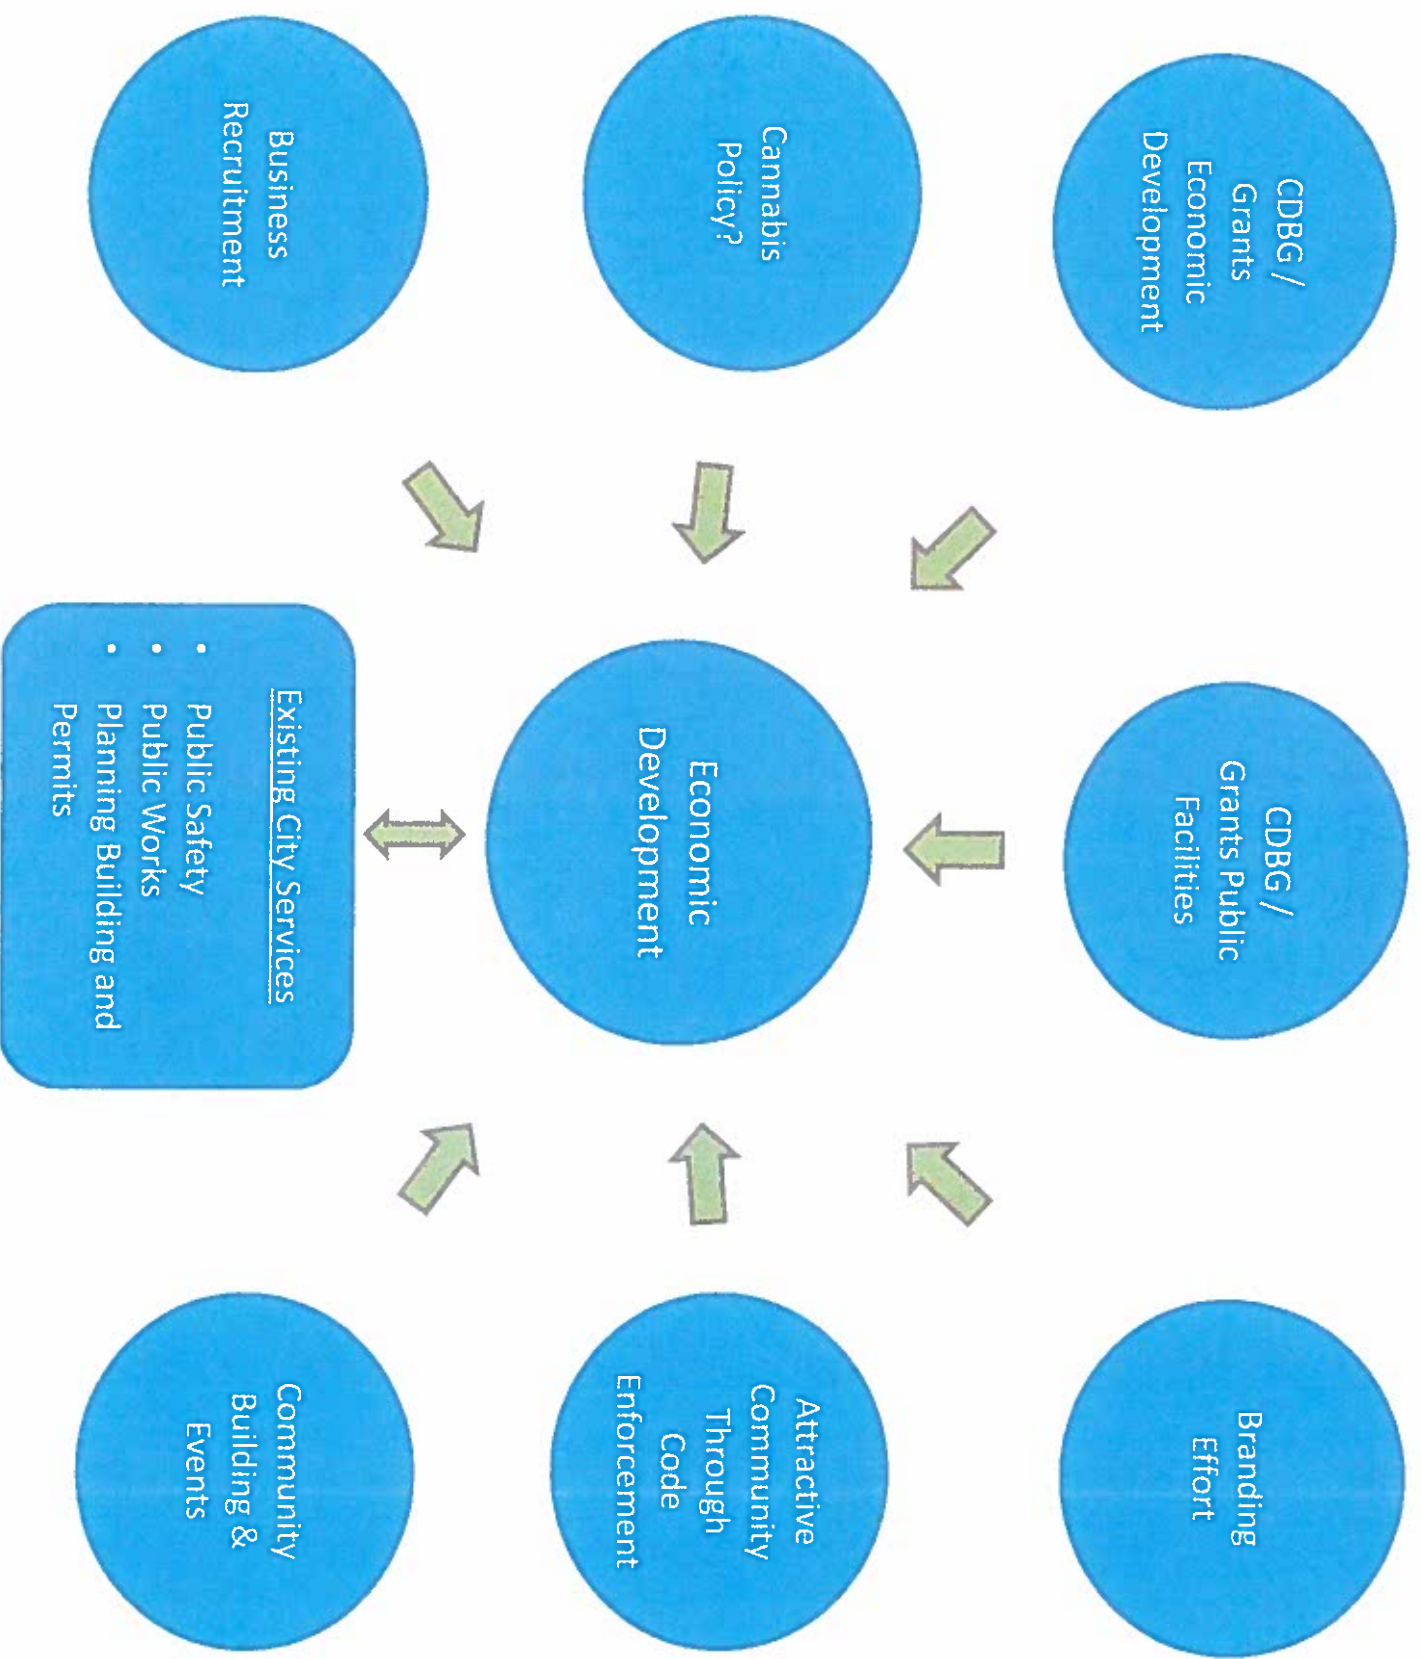 CDBG /
Grants
Economic
Development
CDBG /
Grants Public
Facilities
Branding
Effort
Cannabis
Policy?
Economic
Development
Attractive
Community
Through
Code
Enforcement
Business
Recruitment
Existing City Services
• Public Safety
• Public Works
• Planning Building and
Permits
Community
Building &
Events